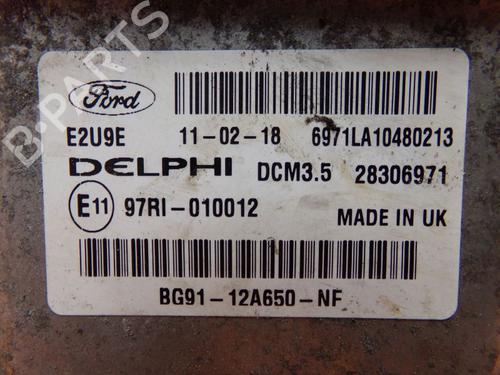 B-PARTS
Ford
E2U9E 11-02-18 6971LA10480213
DELPHI DCM3.5 28306971
E11 97RI-010012 MADE IN UK
BG91-12A650-NF